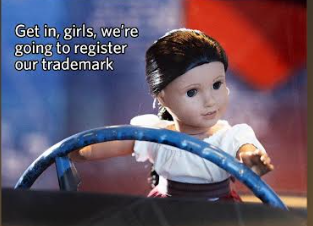 Get in, girls, we're
going to register
our trademark